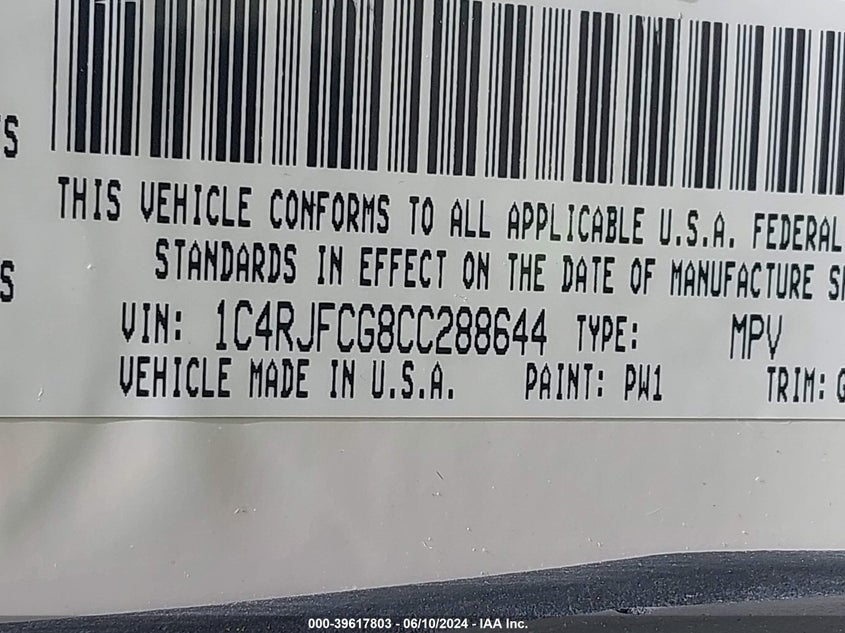 TS
THIS VEHICLE CONFORMS TO ALL APPLICABLE U.S.A. FEDERAL
STANDARDS IN EFFECT ON THE DATE OF MANUFACTURE
S
VIN: 1C4RJFCG8CC288644 TYPE: MPV
VEHICLE MADE IN U.S.A. PAINT: PW1 TRIM: G
000-39617803 - 06/10/2024 - IAA Inc.